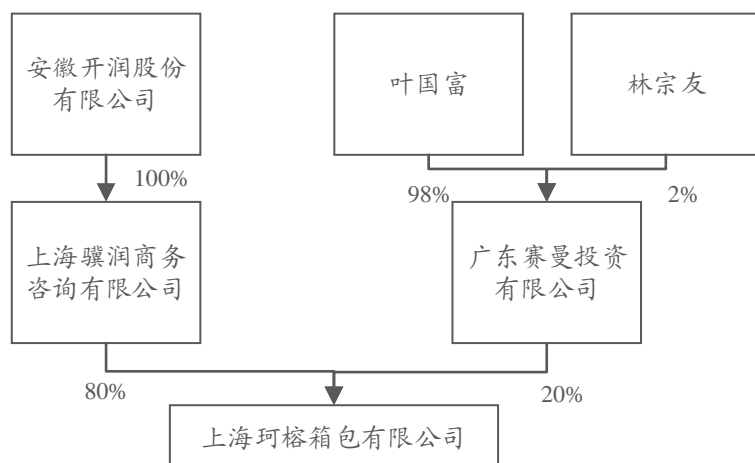 安徽开润股份
有限公司
叶国富
林宗友
100%
98%
2%
上海骥润商务
咨询有限公司
广东赛曼投资
有限公司
80%
20%
上海珂榕箱包有限公司